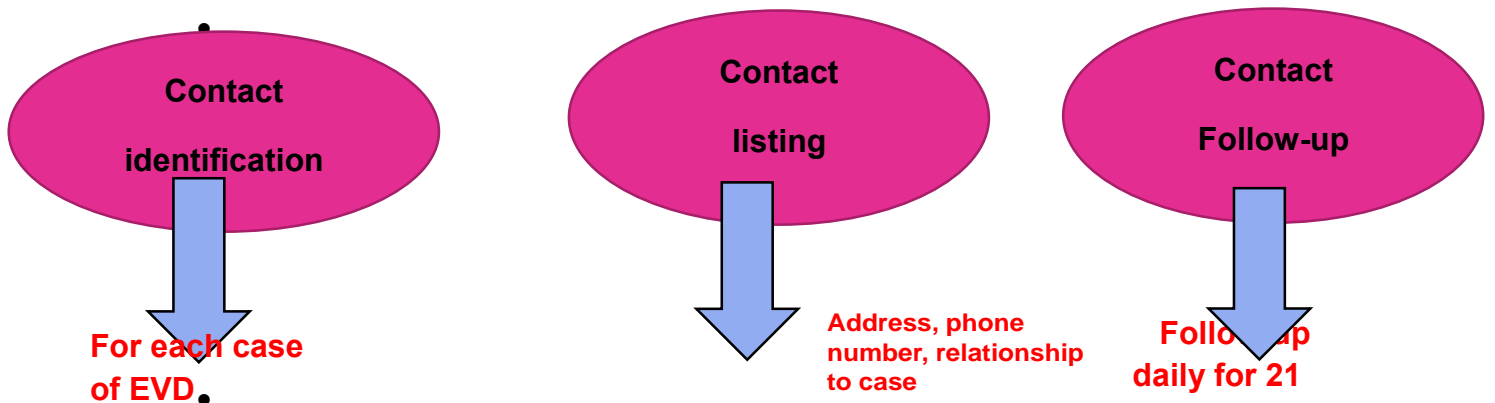 Contact
identification
Contact
listing
Contact
Follow-up
For each case
of EVD
Address, phone
number, relationship
to case
daily for 21